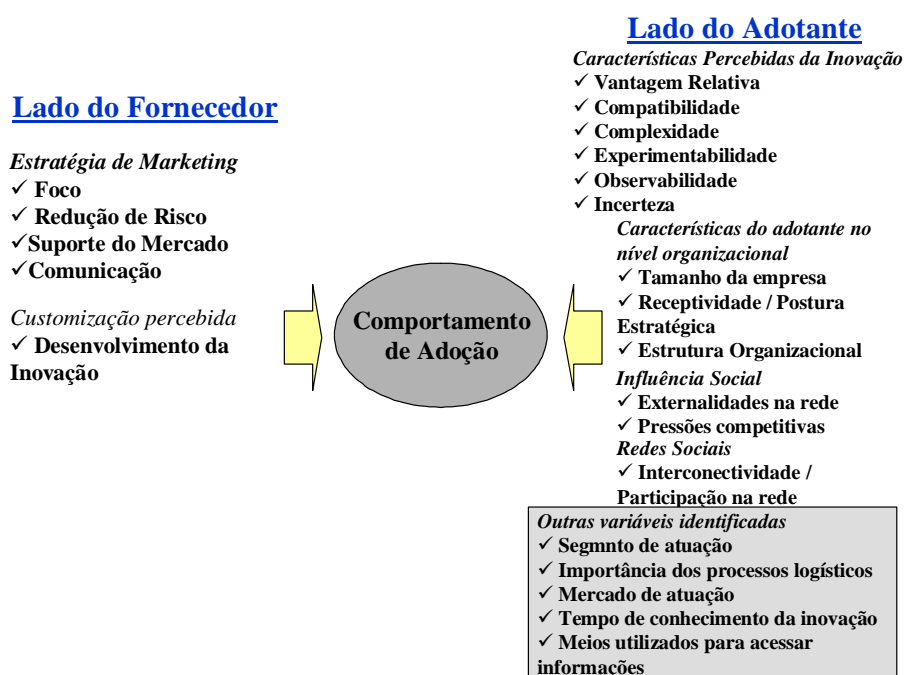 Lado do Fornecedor
Estratégia de Marketing
✓ Foco
✓ Redução de Risco
✓Suporte do Mercado
✓Comunicação
Customização percebida
✓ Desenvolvimento da
Inovação
Comportamento
de Adoção
Lado do Adotante
Características Percebidas da Inovação
✓ Vantagem Relativa
✓ Compatibilidade
✓ Complexidade
✓ Experimentabilidade
✓ Observabilidade
✓ Incerteza
Características do adotante no
nível organizacional
✓ Tamanho da empresa
✓ Receptividade / Postura
Estratégica
✓ Estrutura Organizacional
Influência Social
✓ Externalidades na rede
✓ Pressões competitivas
Redes Sociais
✓ Interconectividade /
Participação na rede
Outras variáveis identificadas
✓ Segmnto de atuação
✓ Importância dos processos logísticos
✓ Mercado de atuação
✓ Tempo de conhecimento da inovação
✓ Meios utilizados para acessar
informações